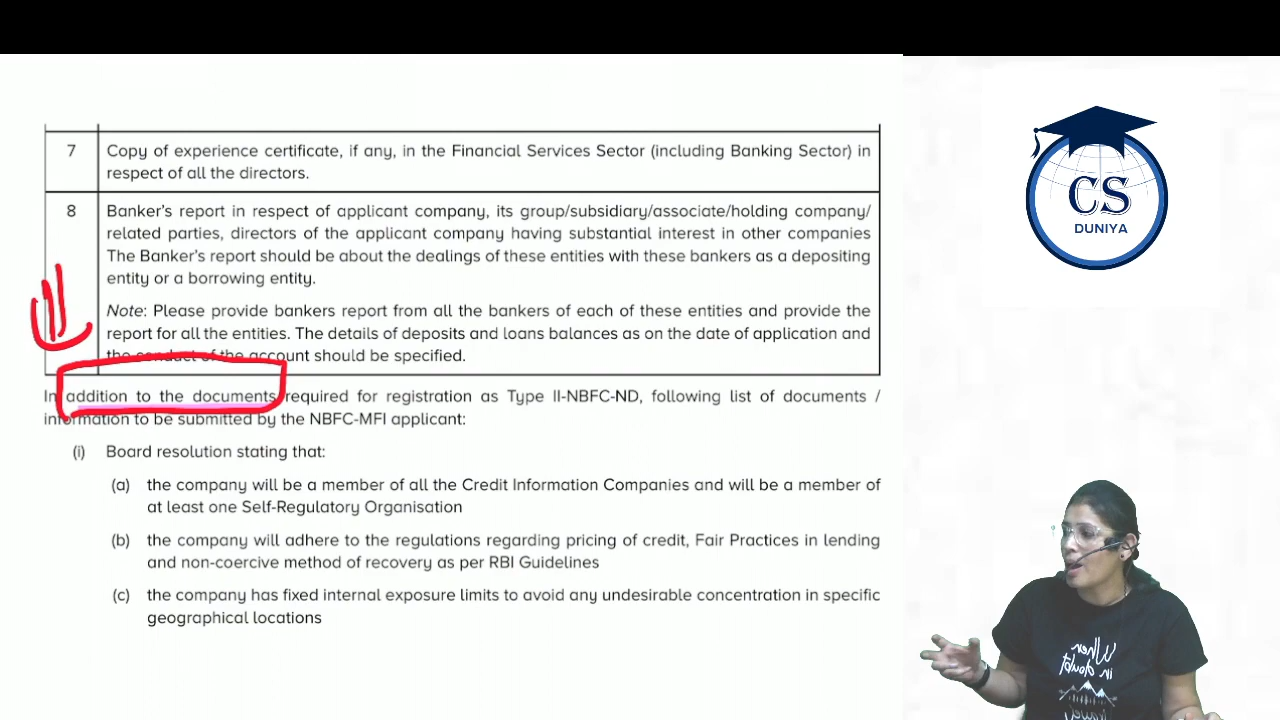 7
Copy of experience certificate, if any, in the Financial Services Sector (including Banking Sector) in
respect of all the directors.
8
Banker's report in respect of applicant company, its group/subsidiary/associate/holding company/
related parties, directors of the applicant company having substantial interest in other companies
The Banker's report should be about the dealings of these entities with these bankers as a depositing
entity or a borrowing entity.
Note: Please provide bankers report from all the bankers of each of these entities and provide the
report for all the entities. The details of deposits and loans balances as on the date of application and
the conduct of the account should be specified.
In addition to the documents required for registration as Type II-NBFC-ND, following list of documents /
information to be submitted by the NBFC-MFI applicant:
(i) Board resolution stating that:
(a) the company will be a member of all the Credit Information Companies and will be a member of
at least one Self-Regulatory Organisation
(b) the company will adhere to the regulations regarding pricing of credit, Fair Practices in lending
and non-coercive method of recovery as per RBI Guidelines
(c) the company has fixed internal exposure limits to avoid any undesirable concentration in specific
geographical locations
CS
DUNIYA
When
in doubt
travel